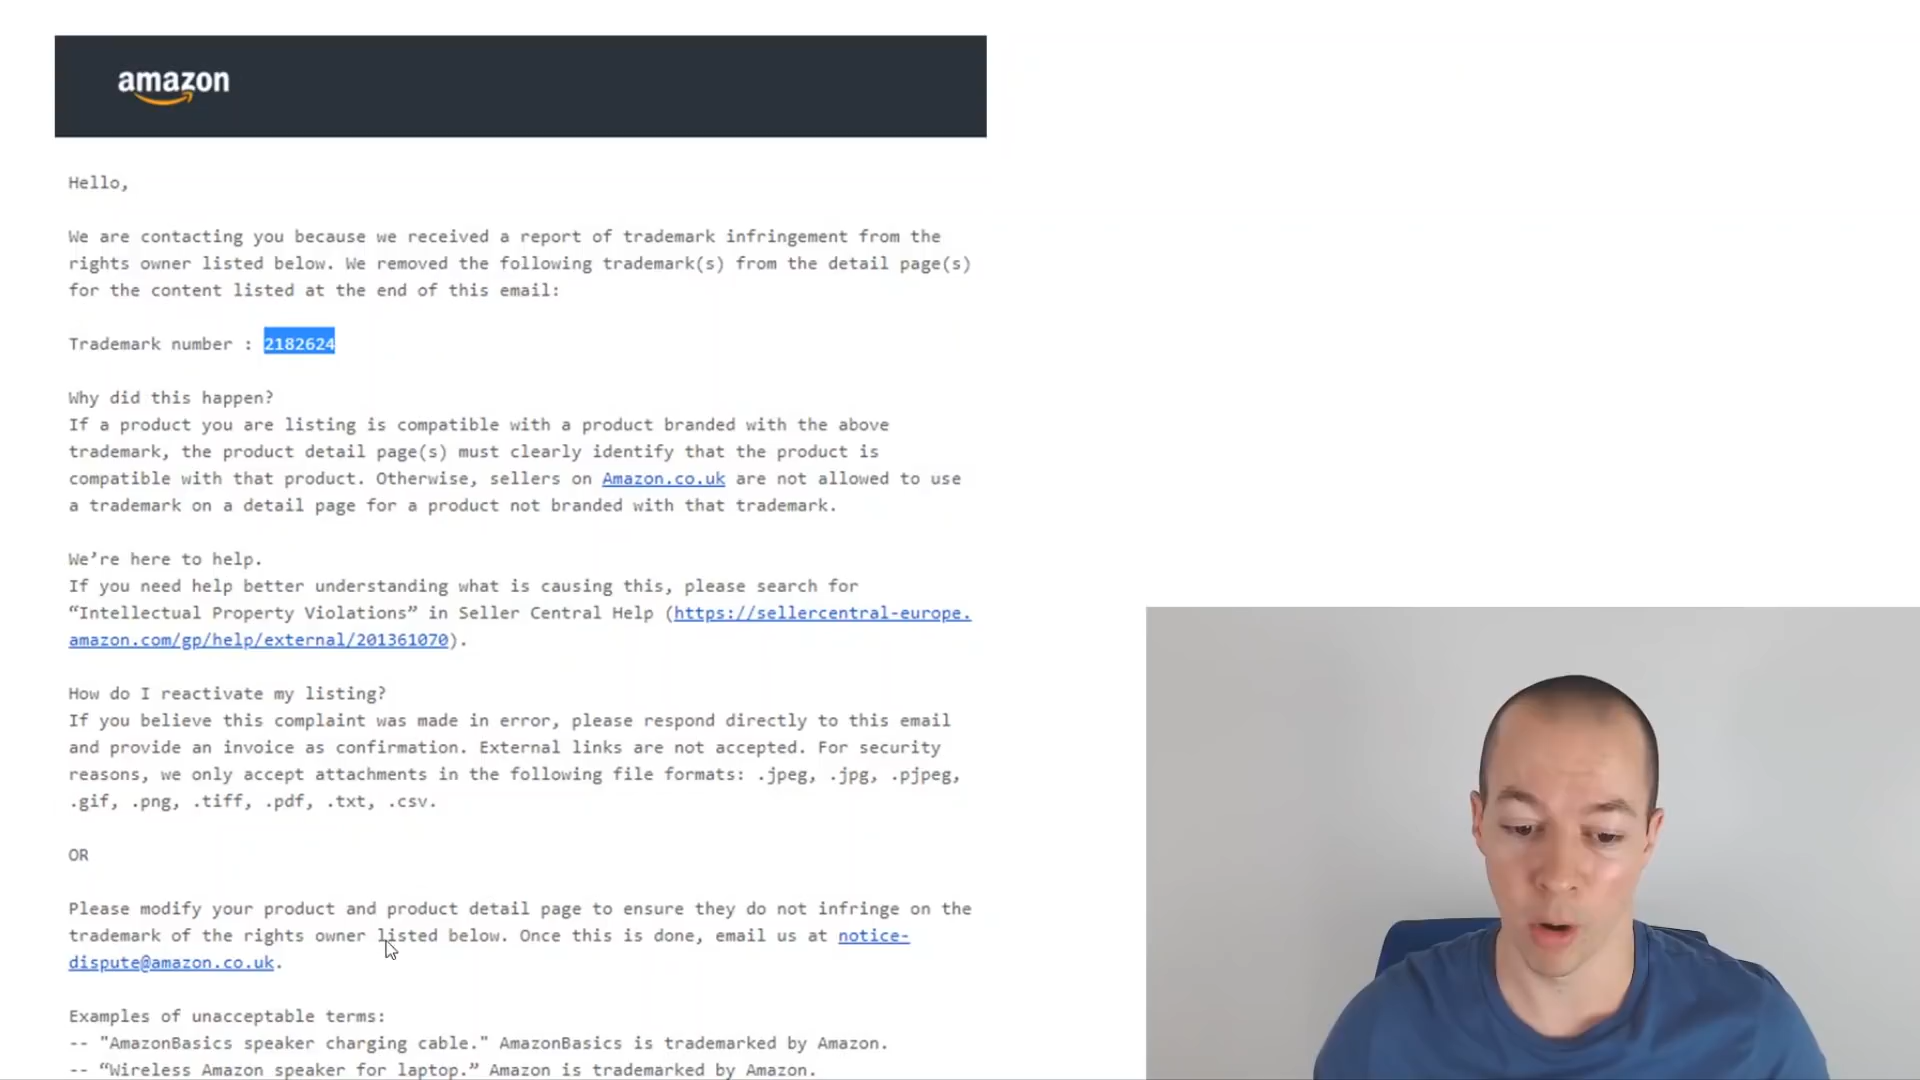 amazon
Hello,
We are contacting you because we received a report of trademark infringement from the
rights owner listed below. We removed the following trademark(s) from the detail page(s)
for the content listed at the end of this email:
Trademark number : 2182624
Why did this happen?
If a product you are listing is compatible with a product branded with the above
trademark, the product detail page(s) must clearly identify that the product is
compatible with that product. Otherwise, sellers on Amazon.co.uk are not allowed to use
a trademark on a detail page for a product not branded with that trademark.
We’re here to help.
If you need help better understanding what is causing this, please search for
“Intellectual Property Violations” in Seller Central Help (https://sellercentral-europe.
amazon.com/gp/help/external/201361070).
How do I reactivate my listing?
If you believe this complaint was made in error, please respond directly to this email
and provide an invoice as confirmation. External links are not accepted. For security
reasons, we only accept attachments in the following file formats: .jpeg, .jpg, .pjpeg,
.gif, .png, .tiff, .pdf, .txt, .csv.
OR
Please modify your product and product detail page to ensure they do not infringe on the
trademark of the rights owner listed below. Once this is done, email us at notice-
dispute@amazon.co.uk.
Examples of unacceptable terms:
-- "AmazonBasics speaker charging cable." AmazonBasics is trademarked by Amazon.
-- “Wireless Amazon speaker for laptop.” Amazon is trademarked by Amazon.